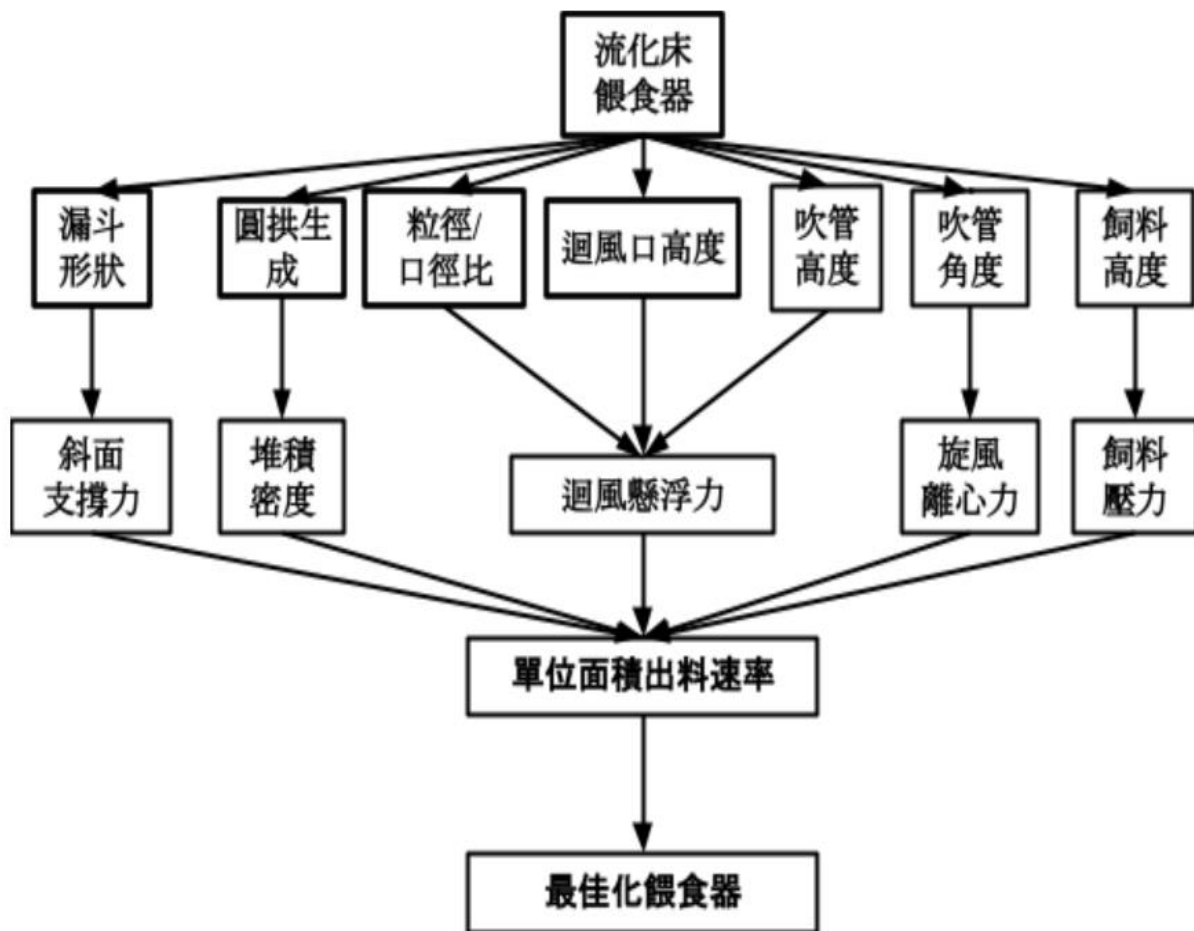 流化床
餵食器
漏斗
形狀
圓拱生
成
粒徑/
口徑比
迴風口高度
吹管
高度
吹管
角度
飼料
高度
斜面
支撐力
堆積
密度
迴風懸浮力
旋風
離心力
飼料
壓力
單位面積出料速率
最佳化餵食器